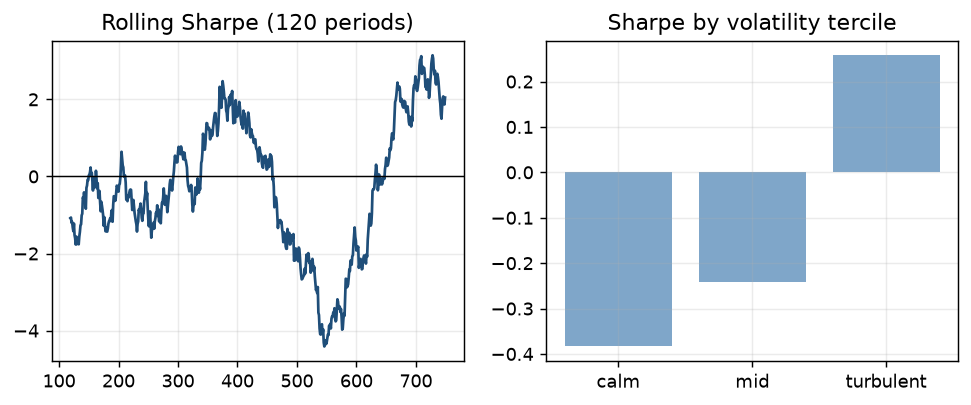 Rolling Sharpe (120 periods)
2
0
−2
−4
100 200 300 400 500 600 700
Sharpe by volatility tercile
0.2
0.1
0.0
−0.1
−0.2
−0.3
−0.4
calm mid turbulent